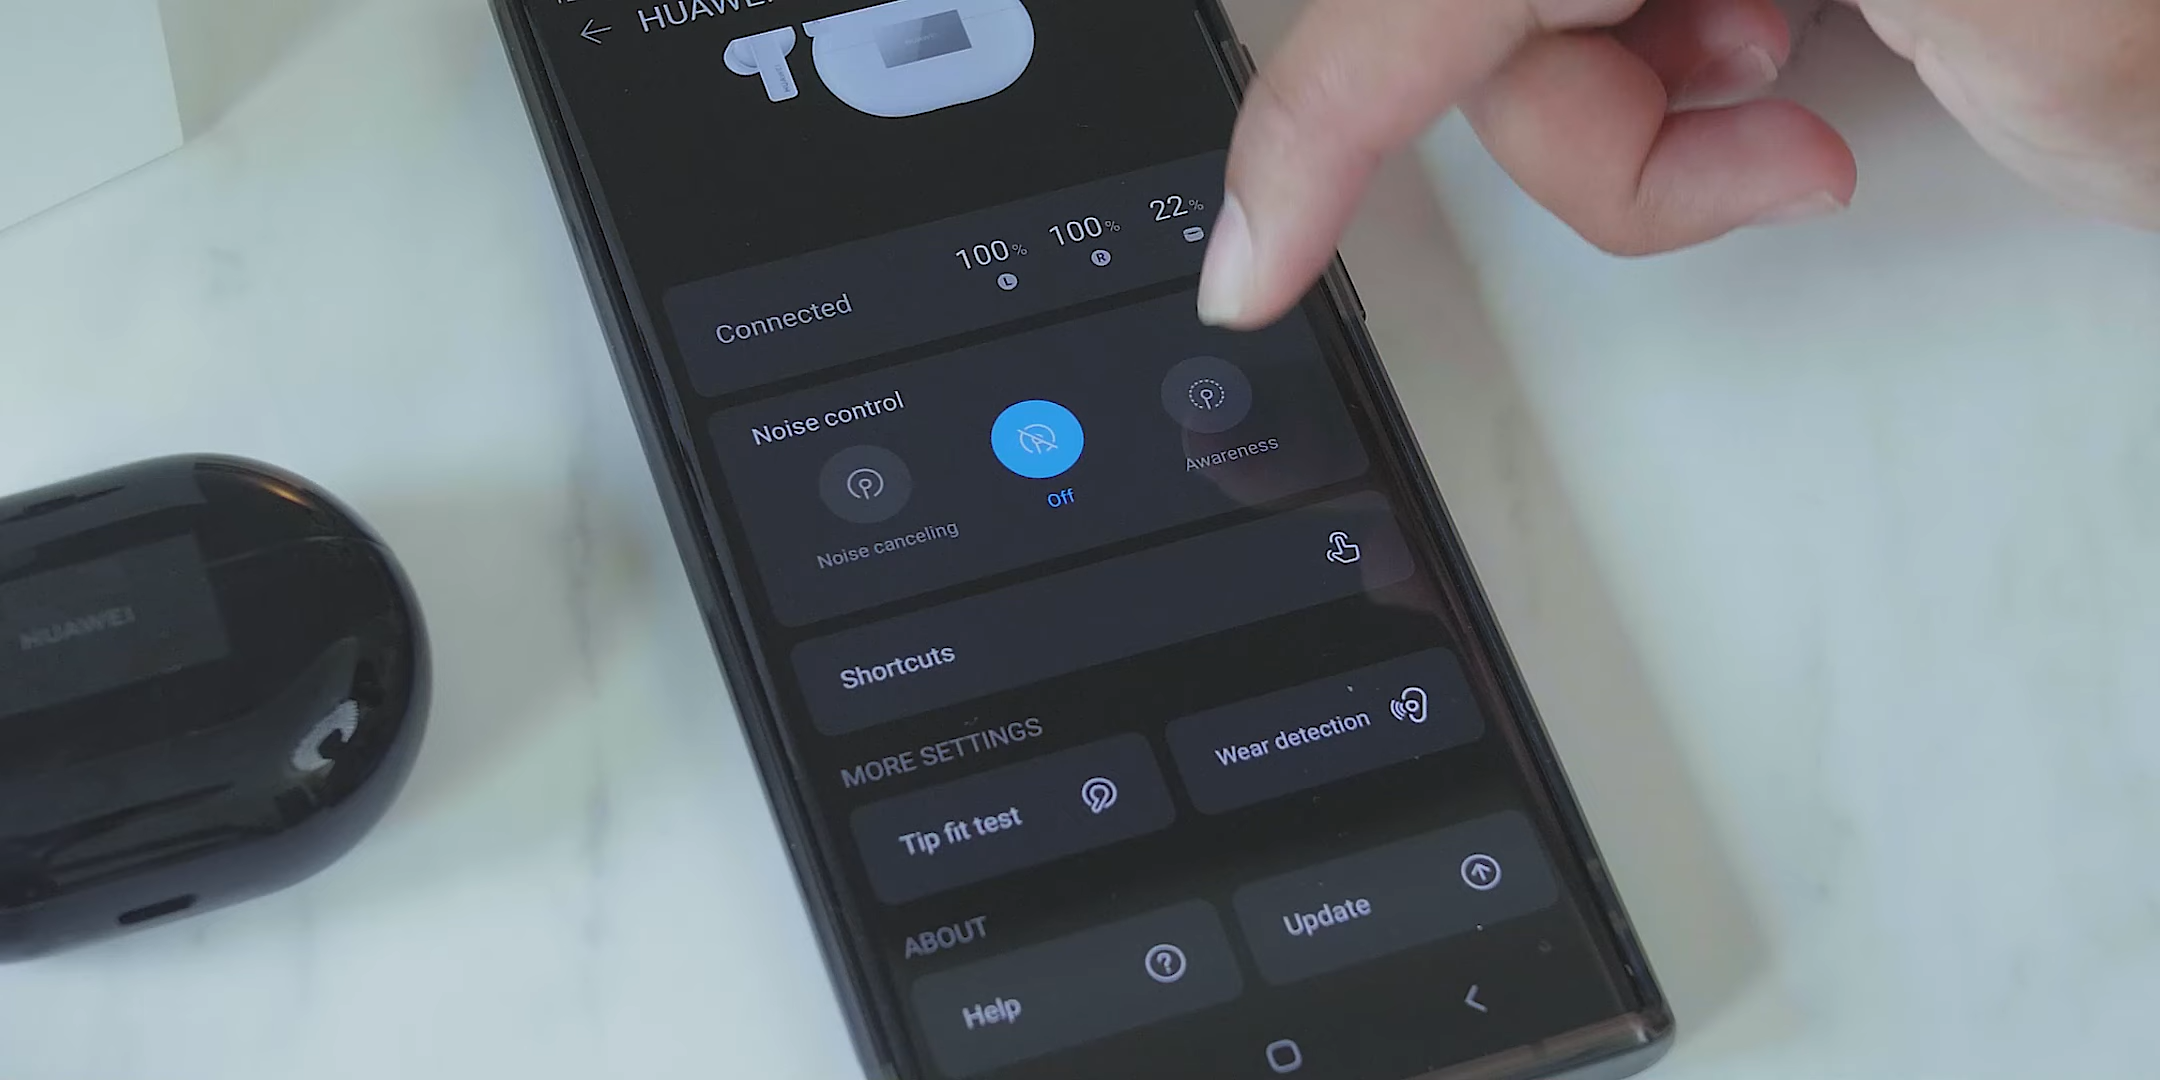 HUAWEI
100% 100% 22%
L R
Connected
Noise control
Noise canceling
Off
Awareness
Shortcuts
MORE SETTINGS
Tip fit test
Wear detection
ABOUT
Help
Update
HUAWEI